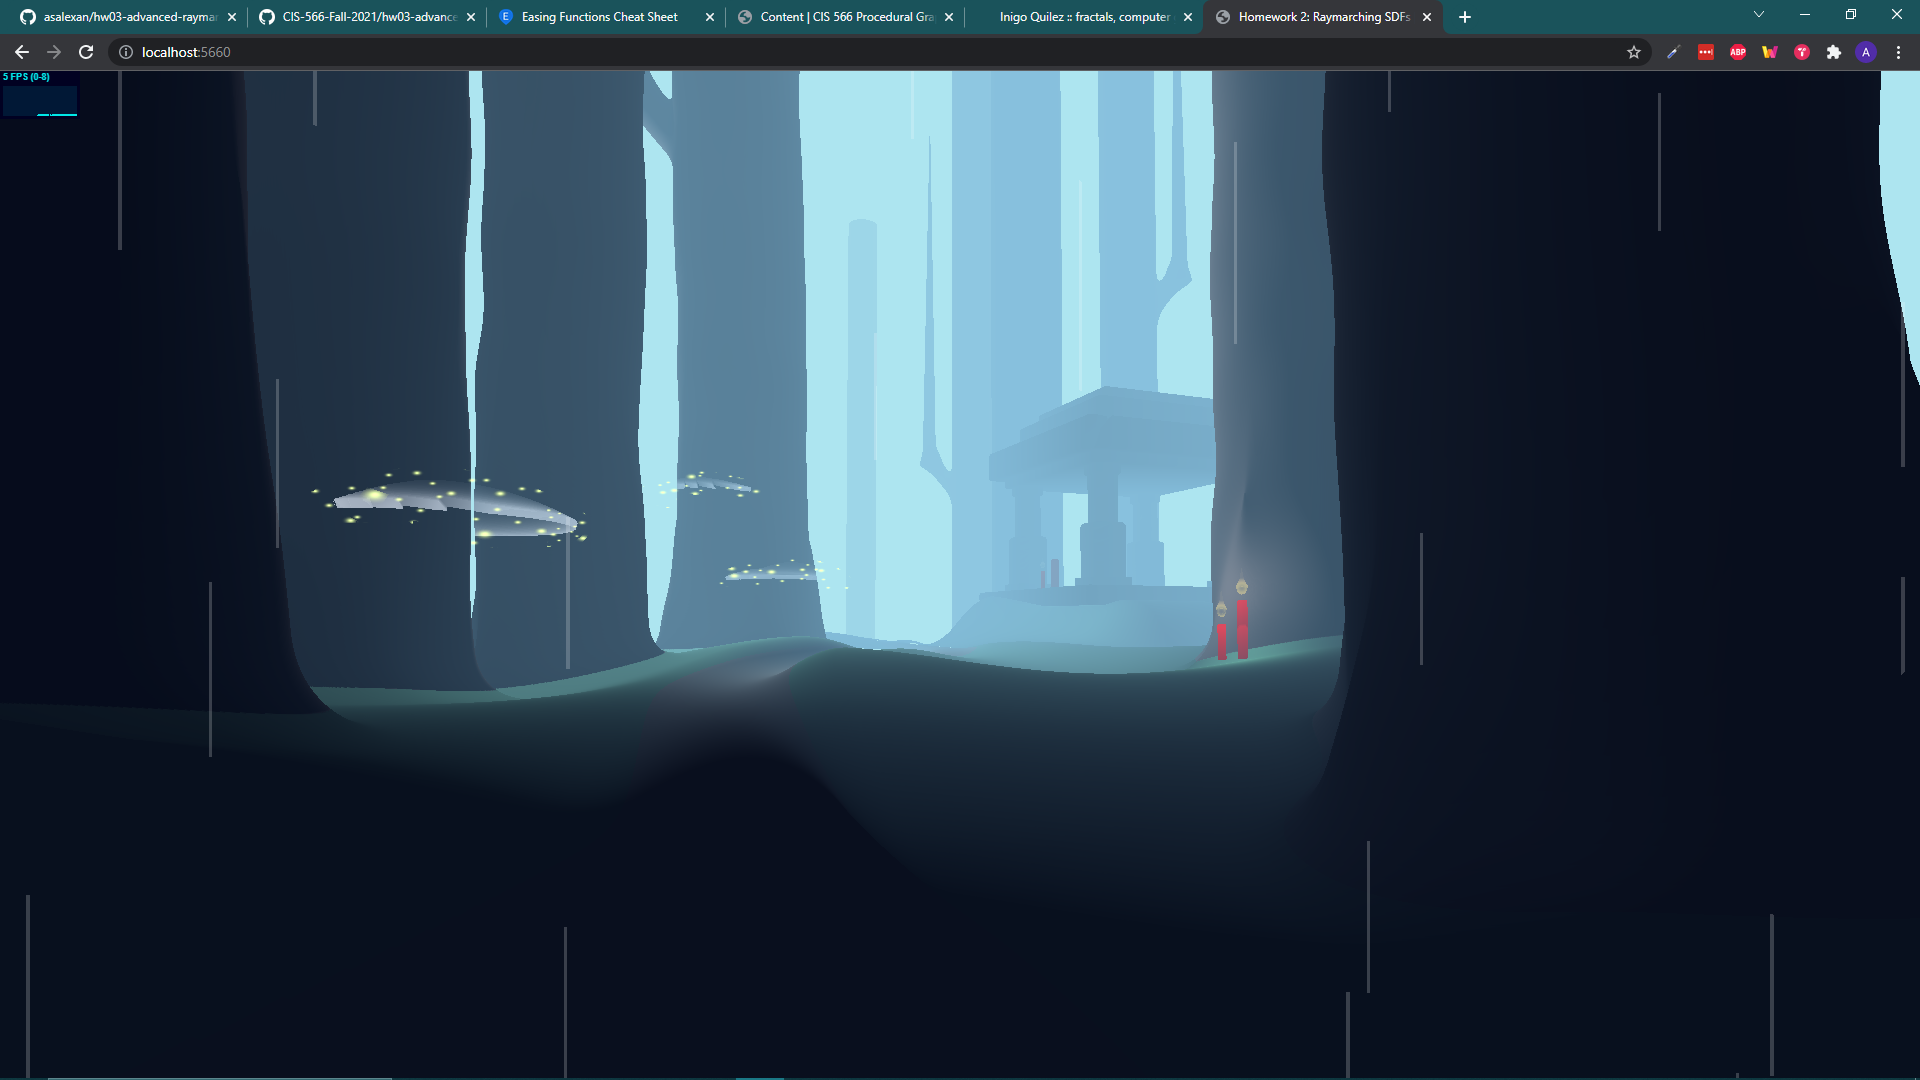 asalexan/hw03-advanced-raymar
CIS-566-Fall-2021/hw03-advance
Easing Functions Cheat Sheet
Content | CIS 566 Procedural Gra
Inigo Quilez :: fractals, computer
Homework 2: Raymarching SDFs
localhost:5660
ABP
A
5 FPS (0-8)